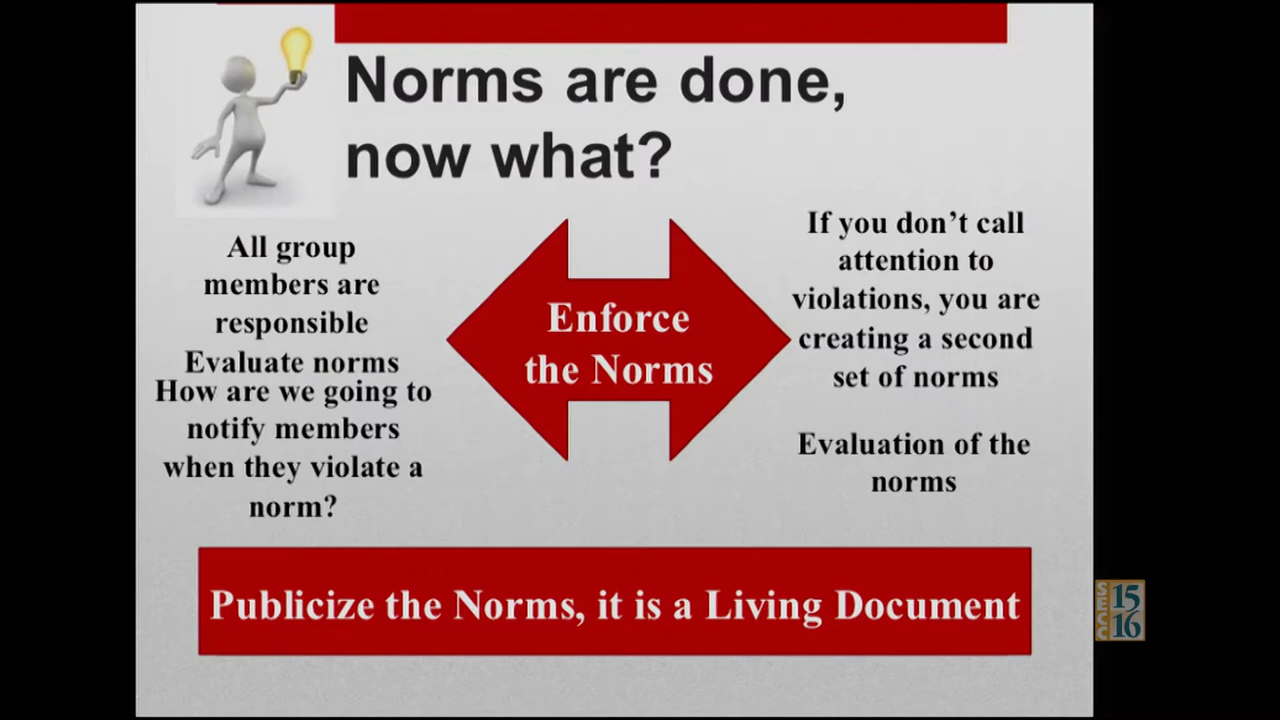 Norms are done,
now what?
All group
members are
responsible
Evaluate norms
How are we going to
notify members
when they violate a
norm?
Enforce
the Norms
If you don’t call
attention to
violations, you are
creating a second
set of norms
Evaluation of the
norms
Publicize the Norms, it is a Living Document
SECC
15
16